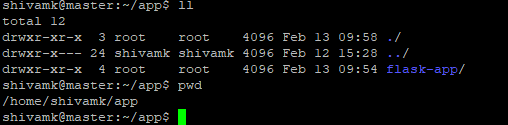 shivamk@master:~/app$ ll
total 12
drwxr-xr-x  3 root    root    4096 Feb 13 09:58 ./
drwxr-x--- 24 shivamk shivamk 4096 Feb 12 15:28 ../
drwxr-xr-x  4 root    root    4096 Feb 13 09:54 flask-app/
shivamk@master:~/app$ pwd
/home/shivamk/app
shivamk@master:~/app$